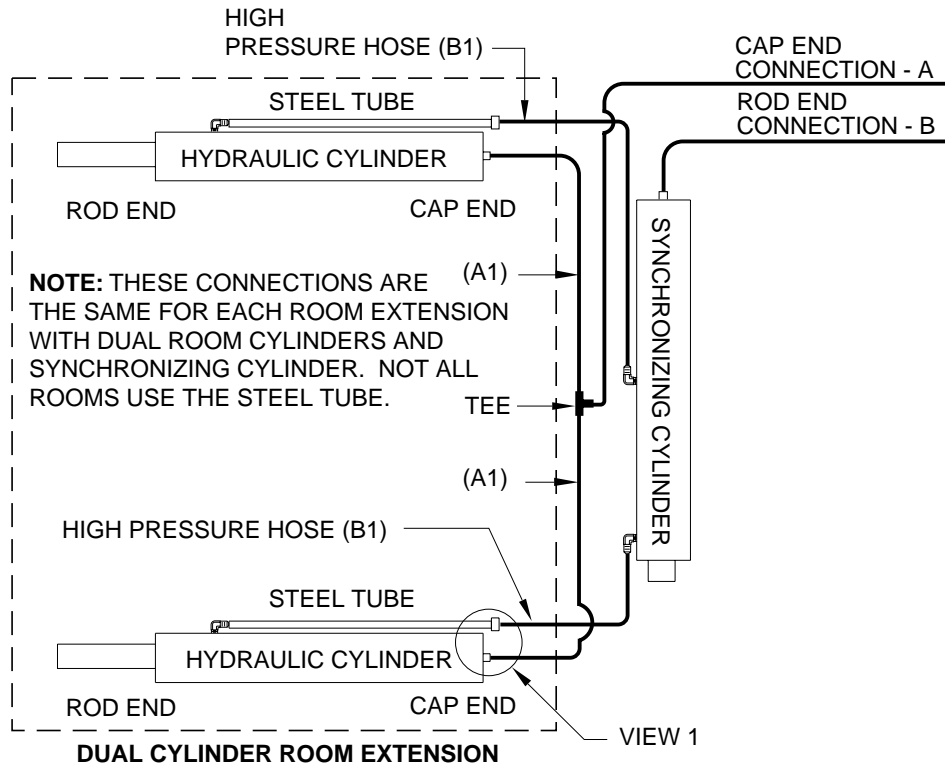 HIGH
PRESSURE HOSE (B1)
CAP END
CONNECTION - A
ROD END
CONNECTION - B
STEEL TUBE
HYDRAULIC CYLINDER
ROD END
CAP END
NOTE: THESE CONNECTIONS ARE
THE SAME FOR EACH ROOM EXTENSION
WITH DUAL ROOM CYLINDERS AND
SYNCHRONIZING CYLINDER. NOT ALL
ROOMS USE THE STEEL TUBE.
(A1)
TEE
(A1)
SYNCHRONIZING CYLINDER
HIGH PRESSURE HOSE (B1)
STEEL TUBE
HYDRAULIC CYLINDER
ROD END
CAP END
VIEW 1
DUAL CYLINDER ROOM EXTENSION